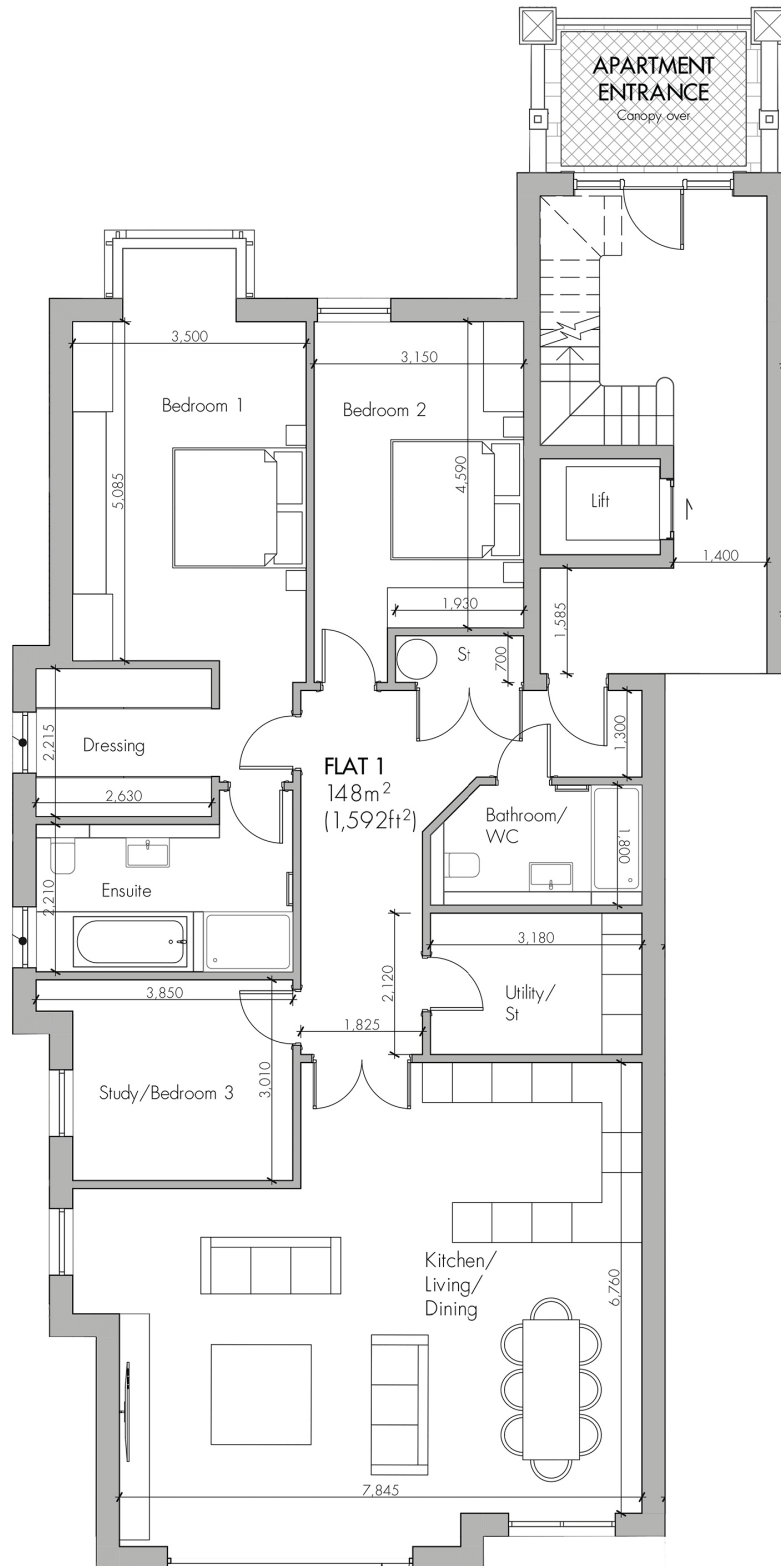 APARTMENT
ENTRANCE
Canopy over
3,500
3,150
Bedroom 1
Bedroom 2
5,085
4,590
Lift
1,400
1,930
1,585
St
700
2,215
Dressing
1,300
FLAT 1
148m²
(1,592ft²)
2,630
Bathroom/
WC
1,800
2,210
Ensuite
3,180
3,850
2,120
Utility/
St
1,825
Study/Bedroom 3
3,010
Kitchen/
Living/
Dining
6,760
7,845